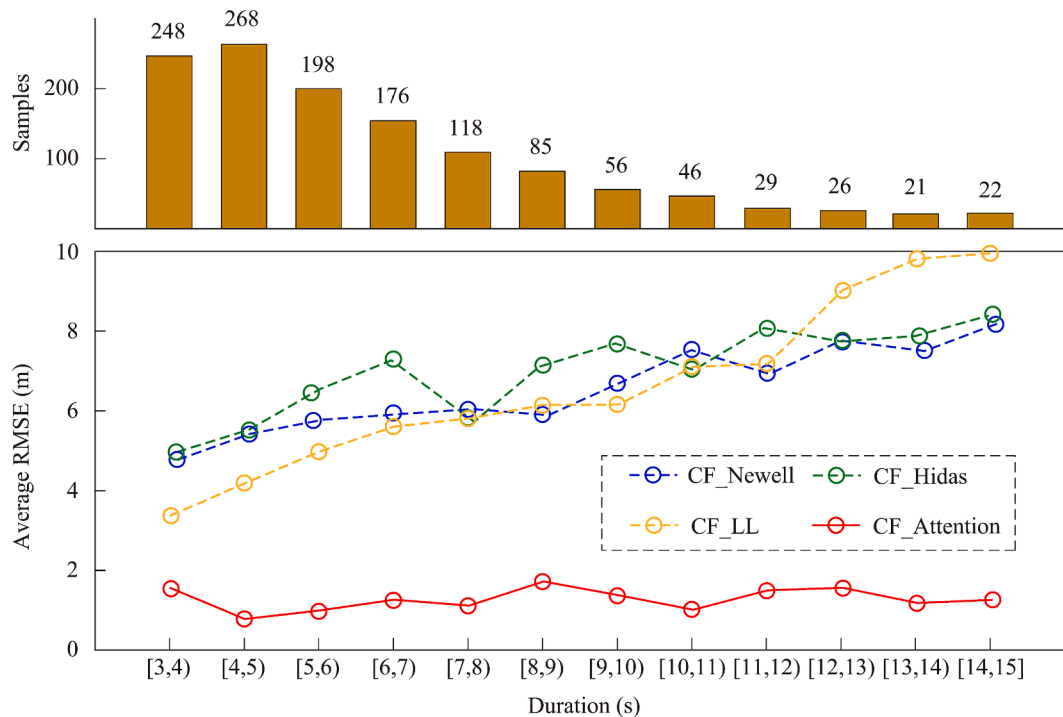 248
268
198
176
118
85
56
46
29
26
21
22
200
100
Samples
10
8
6
4
2
0
Average RMSE (m)
CF_Newell
CF_Hidas
CF_LL
CF_Attention
[3,4) [4,5) [5,6) [6,7) [7,8) [8,9) [9,10) [10,11) [11,12) [12,13) [13,14) [14,15]
Duration (s)